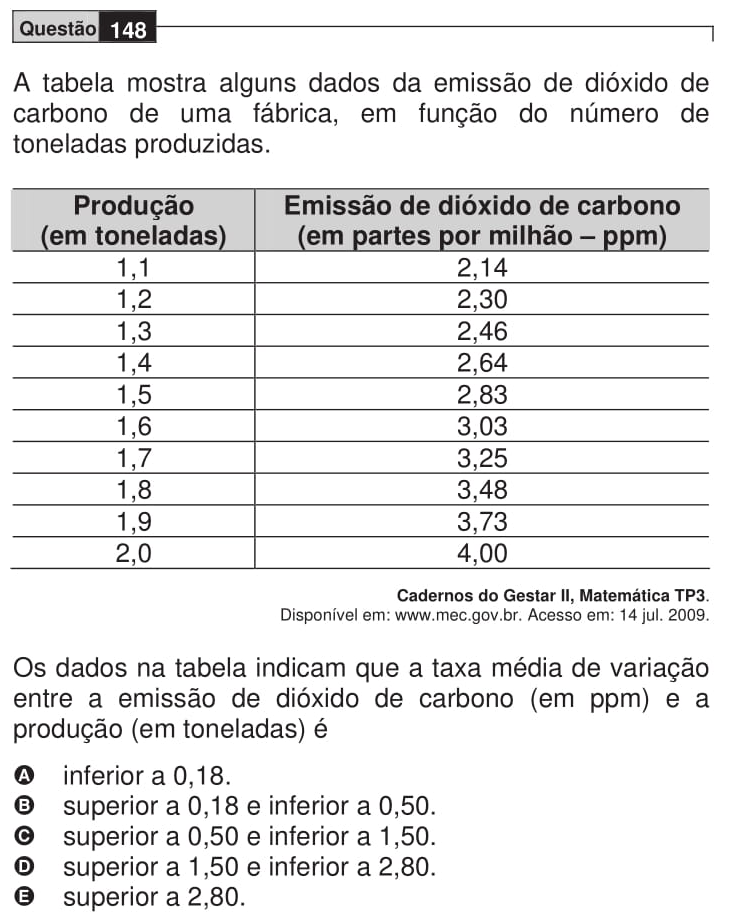 Questão 148
A tabela mostra alguns dados da emissão de dióxido de
carbono de uma fábrica, em função do número de
toneladas produzidas.
Produção Emissão de dióxido de carbono
(em toneladas) (em partes por milhão – ppm)
1,1 2,14
1,2 2,30
1,3 2,46
1,4 2,64
1,5 2,83
1,6 3,03
1,7 3,25
1,8 3,48
1,9 3,73
2,0 4,00
Cadernos do Gestar II, Matemática TP3.
Disponível em: www.mec.gov.br. Acesso em: 14 jul. 2009.
Os dados na tabela indicam que a taxa média de variação
entre a emissão de dióxido de carbono (em ppm) e a
produção (em toneladas) é
A inferior a 0,18.
B superior a 0,18 e inferior a 0,50.
C superior a 0,50 e inferior a 1,50.
D superior a 1,50 e inferior a 2,80.
E superior a 2,80.